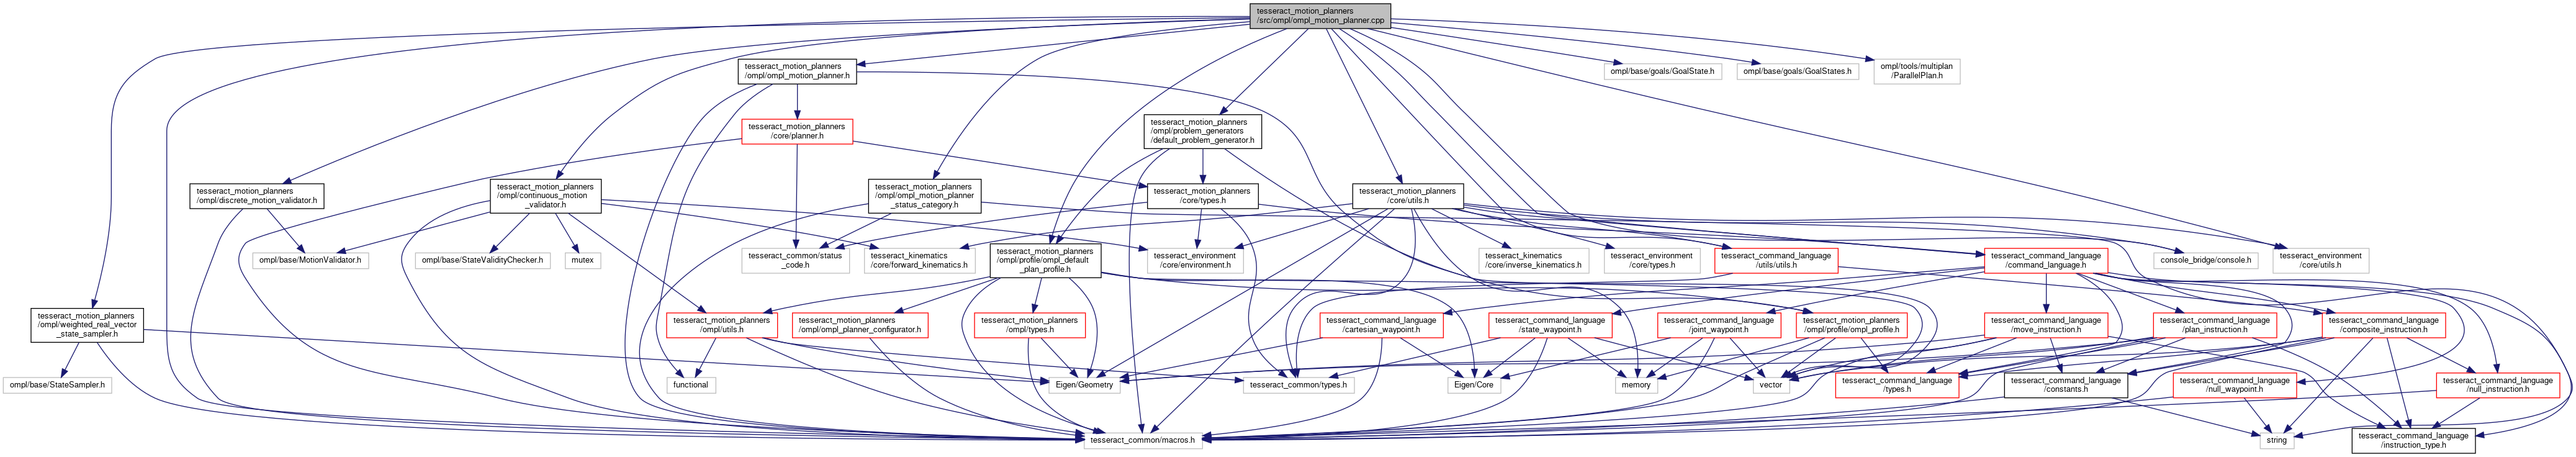 tesseract_motion_planners
/src/ompl/ompl_motion_planner.cpp
tesseract_motion_planners
/ompl/ompl_motion_planner.h
ompl/base/goals/GoalState.h
ompl/base/goals/GoalStates.h
ompl/tools/multiplan
/ParallelPlan.h
tesseract_motion_planners
/core/planner.h
tesseract_motion_planners
/ompl/problem_generators
/default_problem_generator.h
tesseract_motion_planners
/ompl/discrete_motion_validator.h
tesseract_motion_planners
/ompl/continuous_motion
_validator.h
tesseract_motion_planners
/ompl/ompl_motion_planner
_status_category.h
tesseract_motion_planners
/core/types.h
tesseract_motion_planners
/core/utils.h
ompl/base/MotionValidator.h
ompl/base/StateValidityChecker.h
mutex
tesseract_common/status
_code.h
tesseract_kinematics
/core/forward_kinematics.h
tesseract_motion_planners
/ompl/profile/ompl_default
_plan_profile.h
tesseract_environment
/core/environment.h
tesseract_kinematics
/core/inverse_kinematics.h
tesseract_environment
/core/types.h
tesseract_command_language
/utils/utils.h
tesseract_command_language
/command_language.h
console_bridge/console.h
tesseract_environment
/core/utils.h
tesseract_motion_planners
/ompl/weighted_real_vector
_state_sampler.h
tesseract_motion_planners
/ompl/utils.h
tesseract_motion_planners
/ompl/ompl_planner_configurator.h
tesseract_motion_planners
/ompl/types.h
tesseract_command_language
/cartesian_waypoint.h
tesseract_command_language
/state_waypoint.h
tesseract_command_language
/joint_waypoint.h
tesseract_motion_planners
/ompl/profile/ompl_profile.h
tesseract_command_language
/move_instruction.h
tesseract_command_language
/plan_instruction.h
tesseract_command_language
/composite_instruction.h
ompl/base/StateSampler.h
functional
Eigen/Geometry
tesseract_common/types.h
Eigen/Core
memory
vector
tesseract_command_language
/types.h
tesseract_command_language
/constants.h
tesseract_command_language
/null_waypoint.h
tesseract_command_language
/null_instruction.h
tesseract_common/macros.h
string
tesseract_command_language
/instruction_type.h